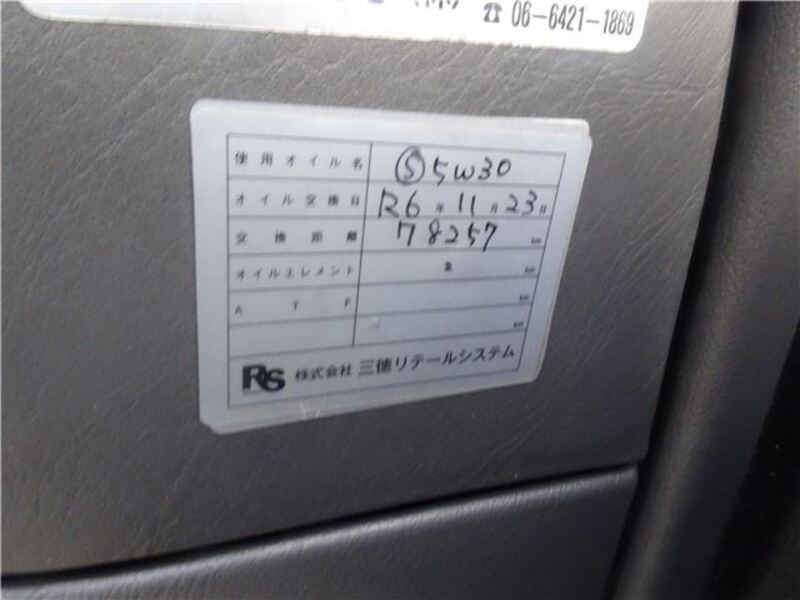 ☎ 06-6421-1869
使用オイル名 Ⓢ5W30
オイル交換日 R6年11月23日
交換距離 78257 km
オイルエレメント km
ATF km
km
RS 株式会社 三徳リテールシステム